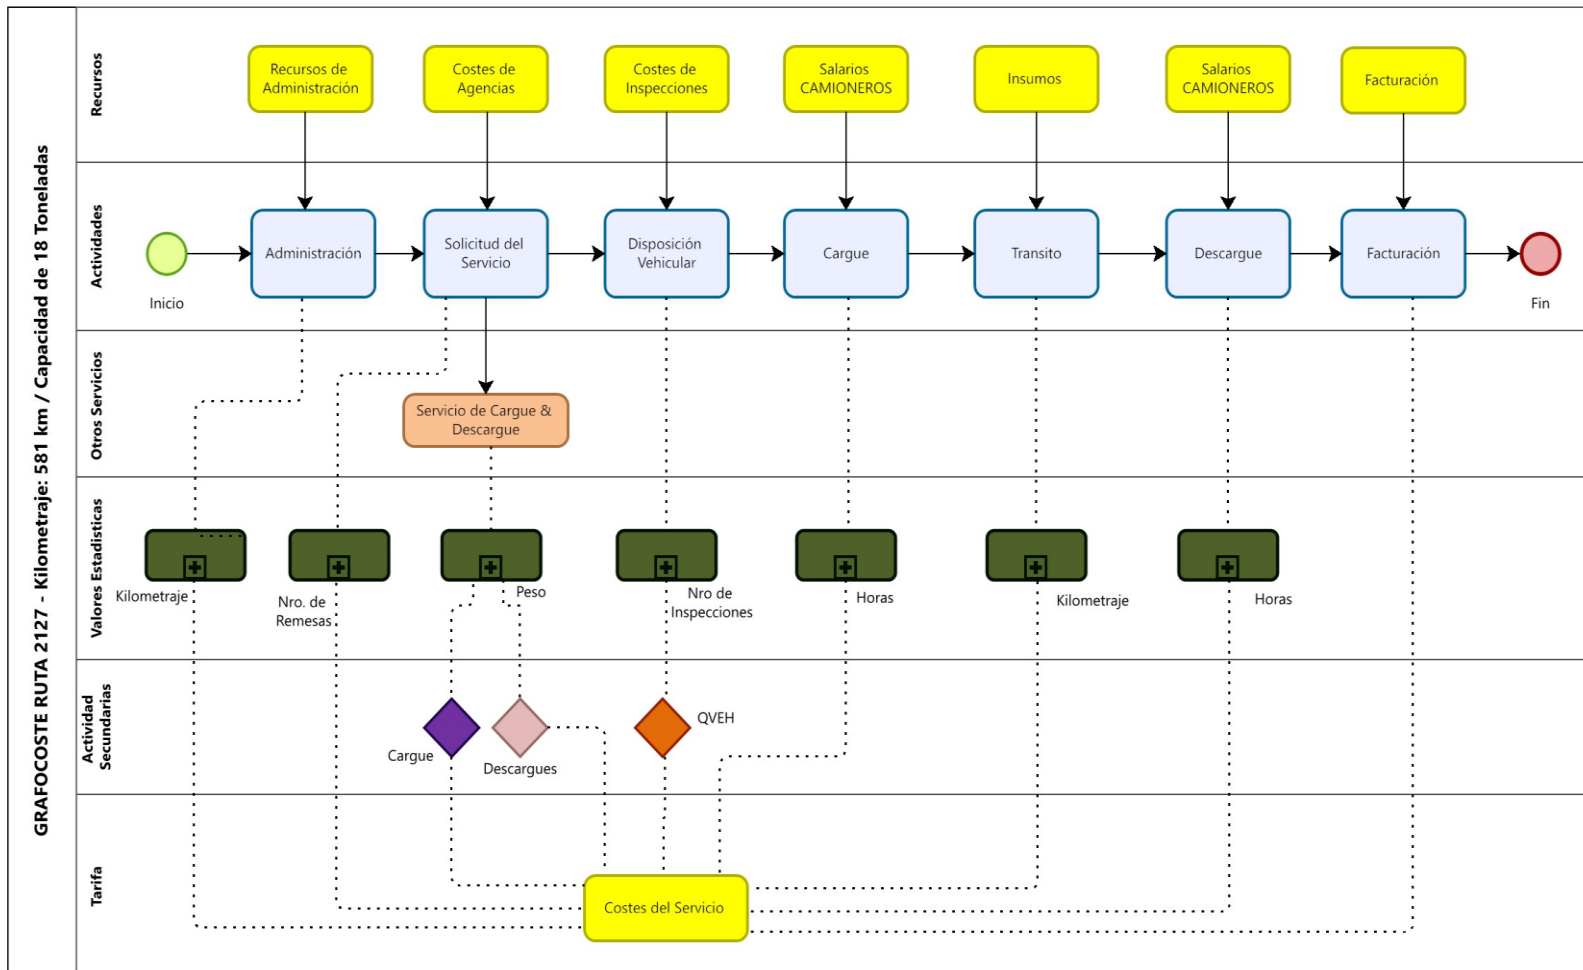 GRAFOCOSTE RUTA 2127 - Kilometraje: 581 km / Capacidad de 18 Toneladas
Recursos
Recursos de
Administración
Costes de
Agencias
Costes de
Inspecciones
Salarios
CAMIONEROS
Insumos
Salarios
CAMIONEROS
Facturación
Actividades
Inicio
Administración
Solicitud del
Servicio
Disposición
Vehicular
Cargue
Transito
Descargue
Facturación
Fin
Otros Servicios
Servicio de Cargue &
Descargue
Valores Estadísticas
Kilometraje
Nro. de
Remesas
Peso
Nro de
Inspecciones
Horas
Kilometraje
Horas
Actividad
Secundarias
Cargue
Descargues
QVEH
Tarifa
Costes del Servicio